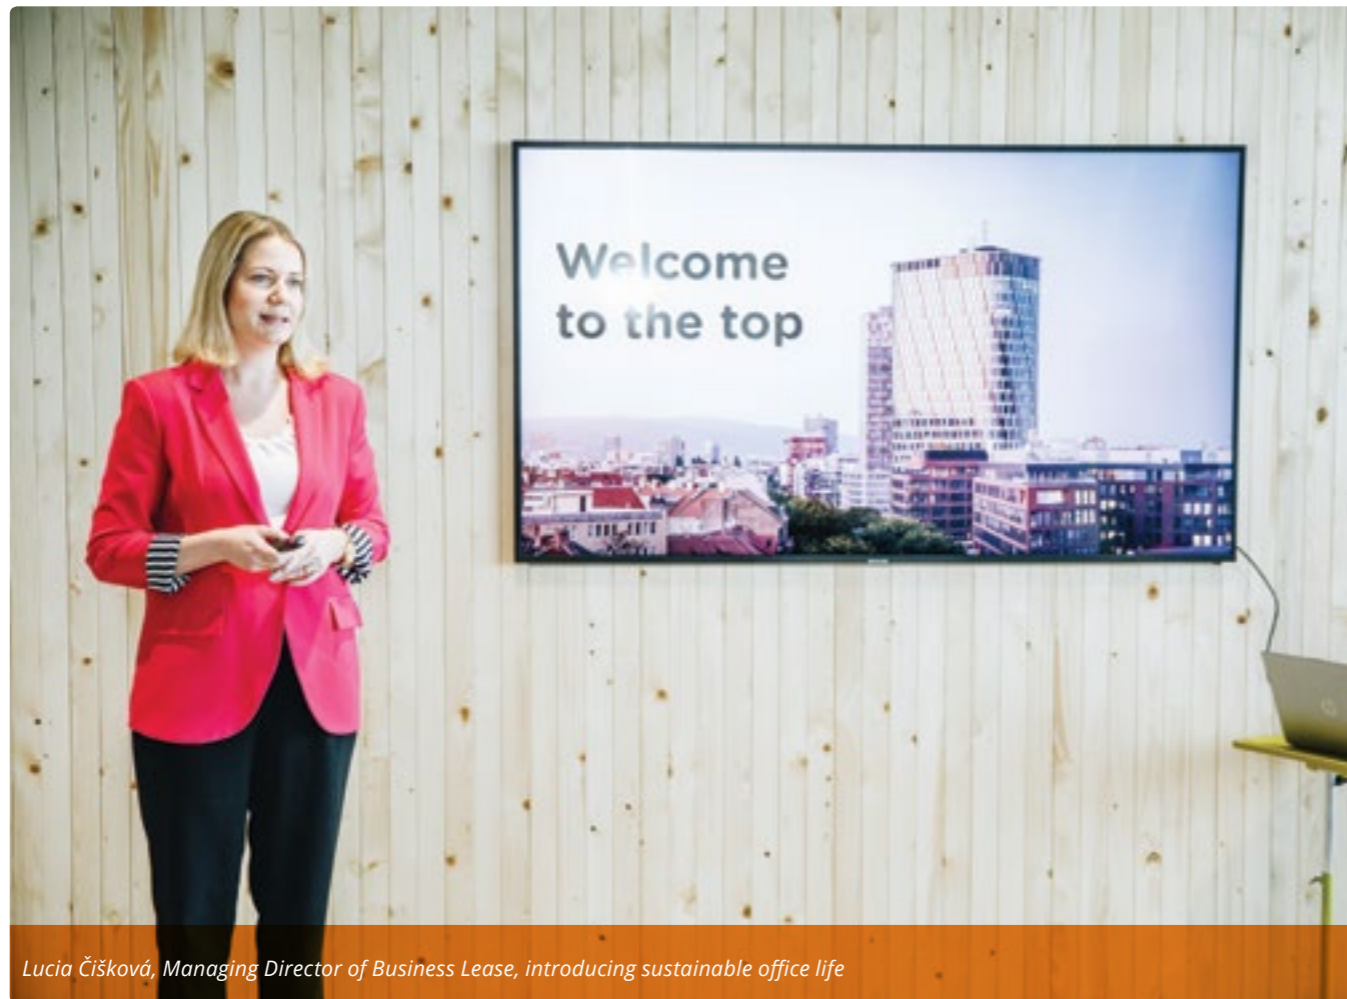 Welcome
to the top
Lucia Čišková, Managing Director of Business Lease, introducing sustainable office life